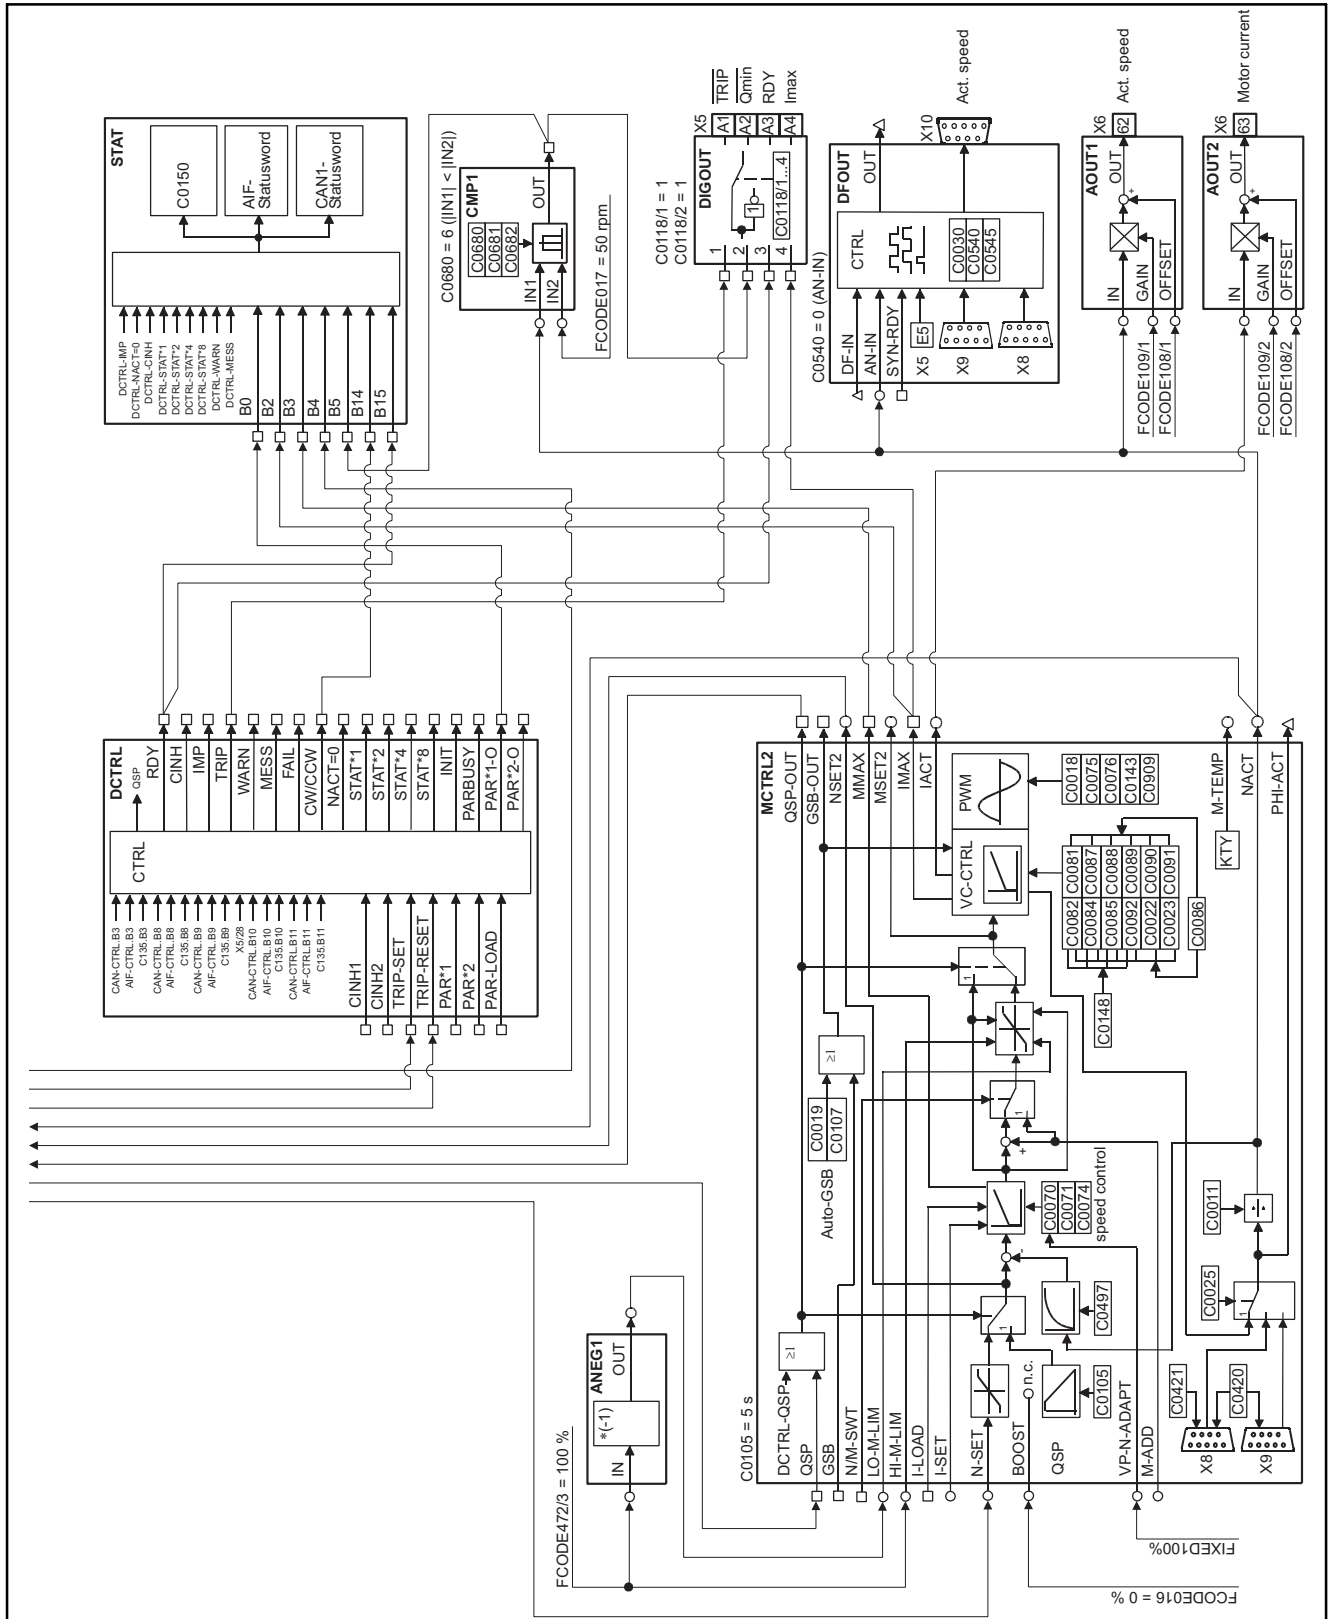 STAT
C0150
AIF-
Statusword
CAN1-
Statusword
DCTRL-IMP
DCTRL-NACT=0
DCTRL-CINH
DCTRL-STAT*1
DCTRL-STAT*2
DCTRL-STAT*4
DCTRL-STAT*8
DCTRL-WARN
DCTRL-MESS
B0
B2
B3
B4
B5
B14
B15
C0680 = 6 (|IN1| < |IN2|)
CMP1
C0680
C0681
C0682
OUT
IN1
IN2
FCODE017 = 50 rpm
C0118/1 = 1
C0118/2 = 1
DIGOUT
X5
A1
A2
A3
A4
TRIP
Qmin
RDY
Imax
1
C0118/1...4
1
2
3
4
C0540 = 0 (AN-IN)
DFOUT
OUT
X10
Act. speed
CTRL
C0030
C0540
C0545
DF-IN
AN-IN
SYN-RDY
E5
X5
X9
X8
AOUT1
X6
62
Act. speed
OUT
+
IN
GAIN
OFFSET
FCODE109/1
FCODE108/1
AOUT2
X6
63
Motor current
OUT
+
IN
GAIN
OFFSET
FCODE109/2
FCODE108/2
DCTRL
QSP
RDY
CINH
IMP
TRIP
WARN
MESS
FAIL
CW/CCW
NACT=0
STAT*1
STAT*2
STAT*4
STAT*8
INIT
PARBUSY
PAR*1-O
PAR*2-O
CTRL
CAN-CTRL.B3
AIF-CTRL.B3
C135.B3
CAN-CTRL.B8
AIF-CTRL.B8
C135.B8
CAN-CTRL.B9
AIF-CTRL.B9
C135.B9
X5/28
CAN-CTRL.B10
AIF-CTRL.B10
C135.B10
CAN-CTRL.B11
AIF-CTRL.B11
C135.B11
CINH1
CINH2
TRIP-SET
TRIP-RESET
PAR*1
PAR*2
PAR-LOAD
MCTRL2
QSP-OUT
GSB-OUT
NSET2
MMAX
MSET2
IMAX
IACT
M-TEMP
NACT
PHI-ACT
PWM
VC-CTRL
C0018
C0075
C0076
C0143
C0909
KTY
C0082
C0084
C0085
C0092
C0022
C0023
C0081
C0087
C0088
C0089
C0090
C0091
C0086
C0148
1
≥1
C0019
C0107
Auto-GSB
1
+
C0070
C0071
C0074
speed control
-
1
C0497
C0011
C0025
1
≥1
C0105
C0421
C0420
X8
X9
C0105 = 5 s
DCTRL-QSP
QSP
GSB
N/M-SWT
LO-M-LIM
HI-M-LIM
I-LOAD
I-SET
N-SET
BOOST
n.c.
QSP
VP-N-ADAPT
M-ADD
FIXED100%
FCODE016 = 0 %
ANEG1
OUT
*(-1)
IN
FCODE472/3 = 100 %